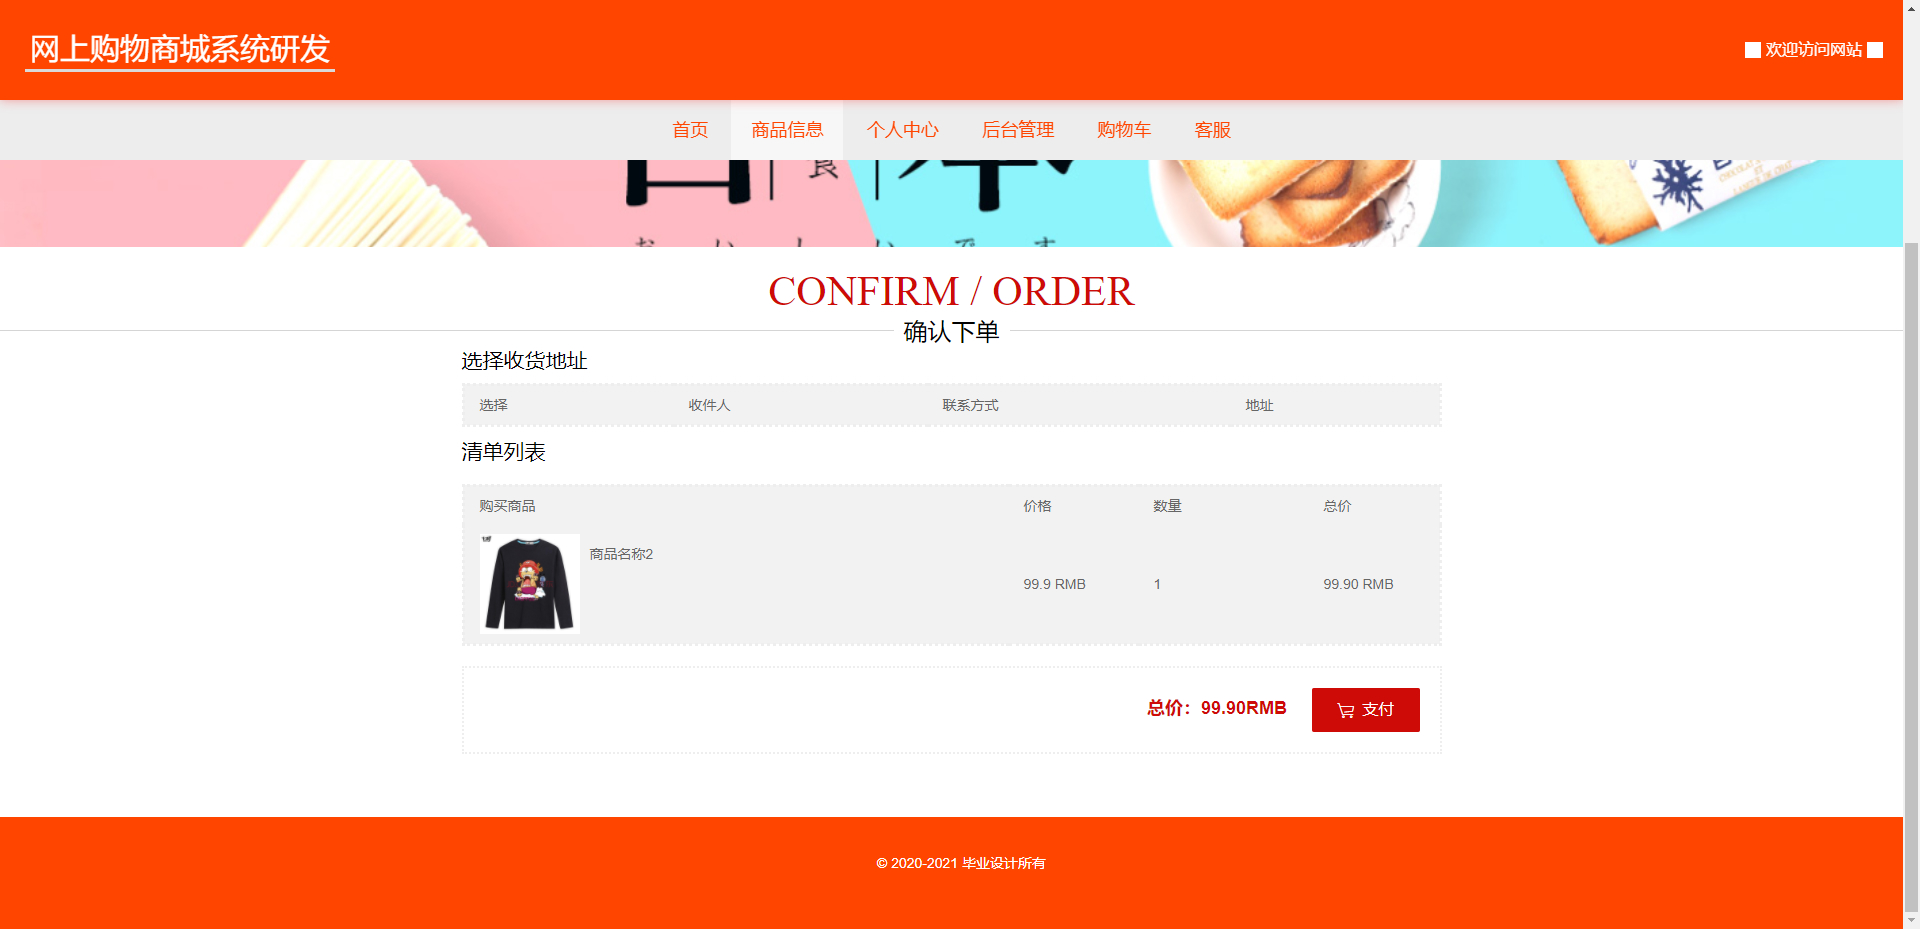 网上购物商城系统研发
欢迎访问网站
首页 商品信息 个人中心 后台管理 购物车 客服
CONFIRM / ORDER
确认下单
选择收货地址
选择 收件人 联系方式 地址
清单列表
购买商品 价格 数量 总价
商品名称2
99.9 RMB 1 99.90 RMB
总价：99.90RMB 支付
© 2020-2021 毕业设计所有